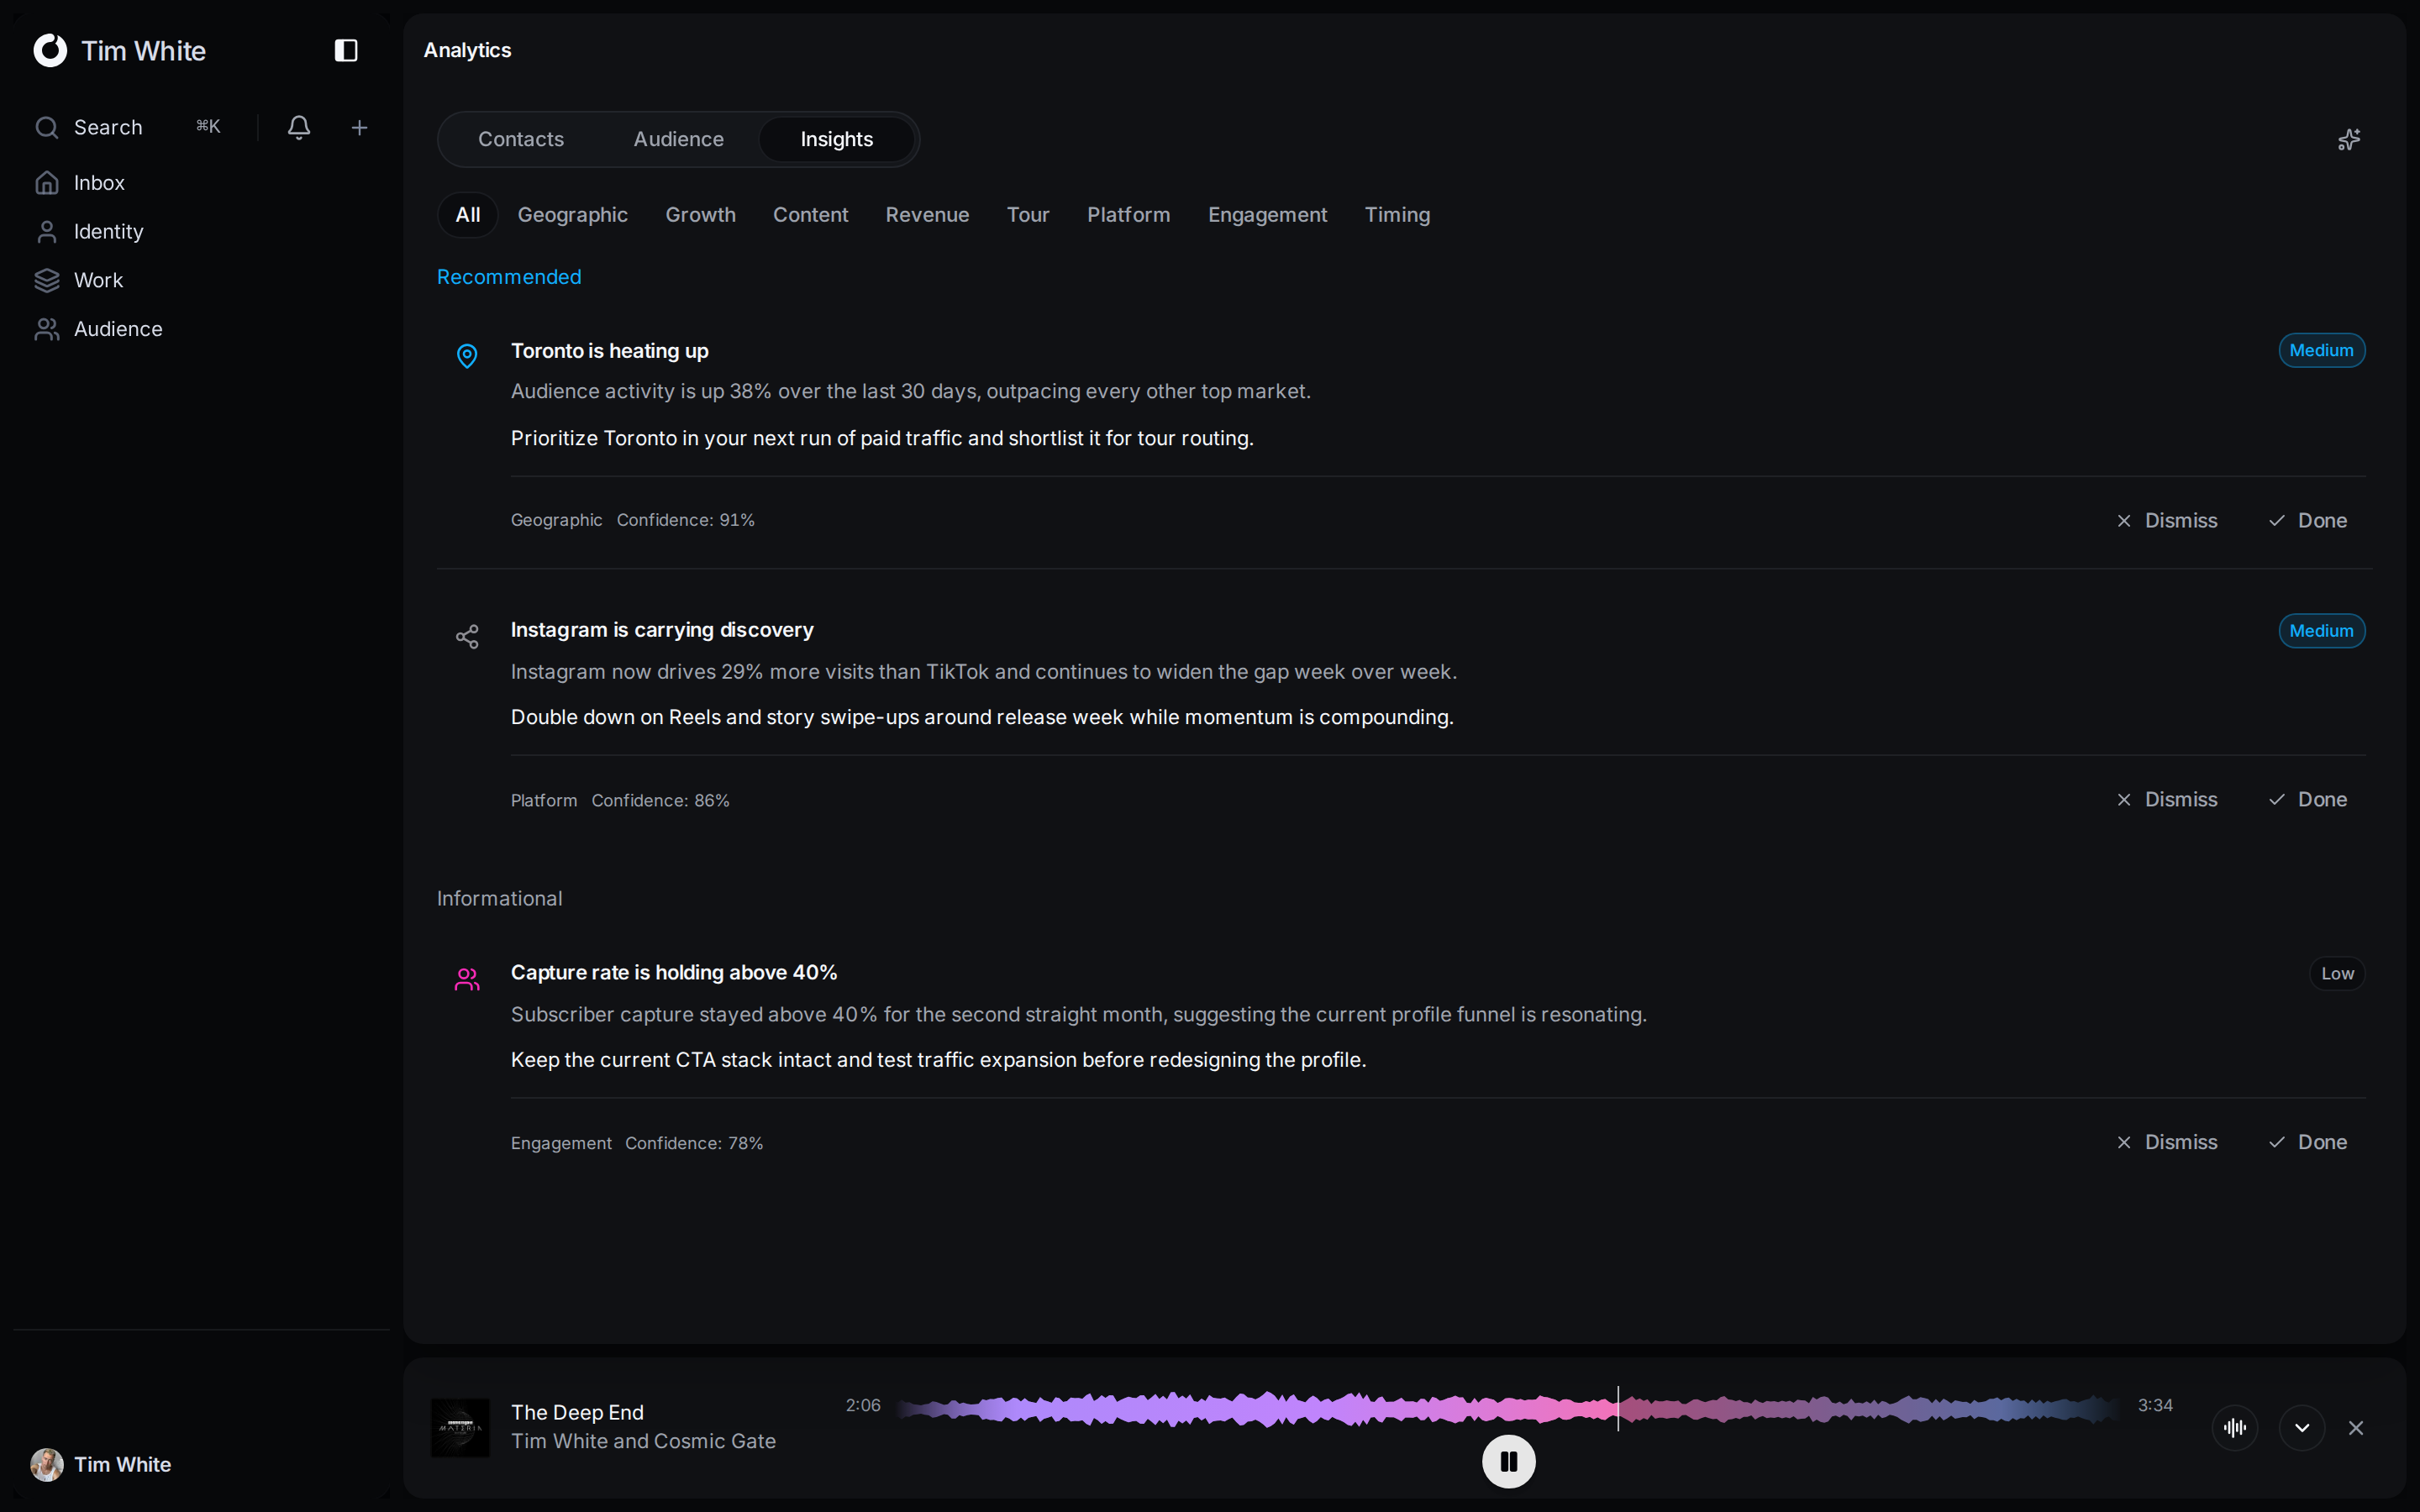 Tim White
Search ⌘K
Inbox
Identity
Work
Audience
Tim White
Analytics
Contacts Audience Insights
All Geographic Growth Content Revenue Tour Platform Engagement Timing
Recommended
Toronto is heating up
Medium
Audience activity is up 38% over the last 30 days, outpacing every other top market.
Prioritize Toronto in your next run of paid traffic and shortlist it for tour routing.
Geographic Confidence: 91%
Dismiss Done
Instagram is carrying discovery
Medium
Instagram now drives 29% more visits than TikTok and continues to widen the gap week over week.
Double down on Reels and story swipe-ups around release week while momentum is compounding.
Platform Confidence: 86%
Dismiss Done
Informational
Capture rate is holding above 40%
Low
Subscriber capture stayed above 40% for the second straight month, suggesting the current profile funnel is resonating.
Keep the current CTA stack intact and test traffic expansion before redesigning the profile.
Engagement Confidence: 78%
Dismiss Done
The Deep End
Tim White and Cosmic Gate
2:06
3:34